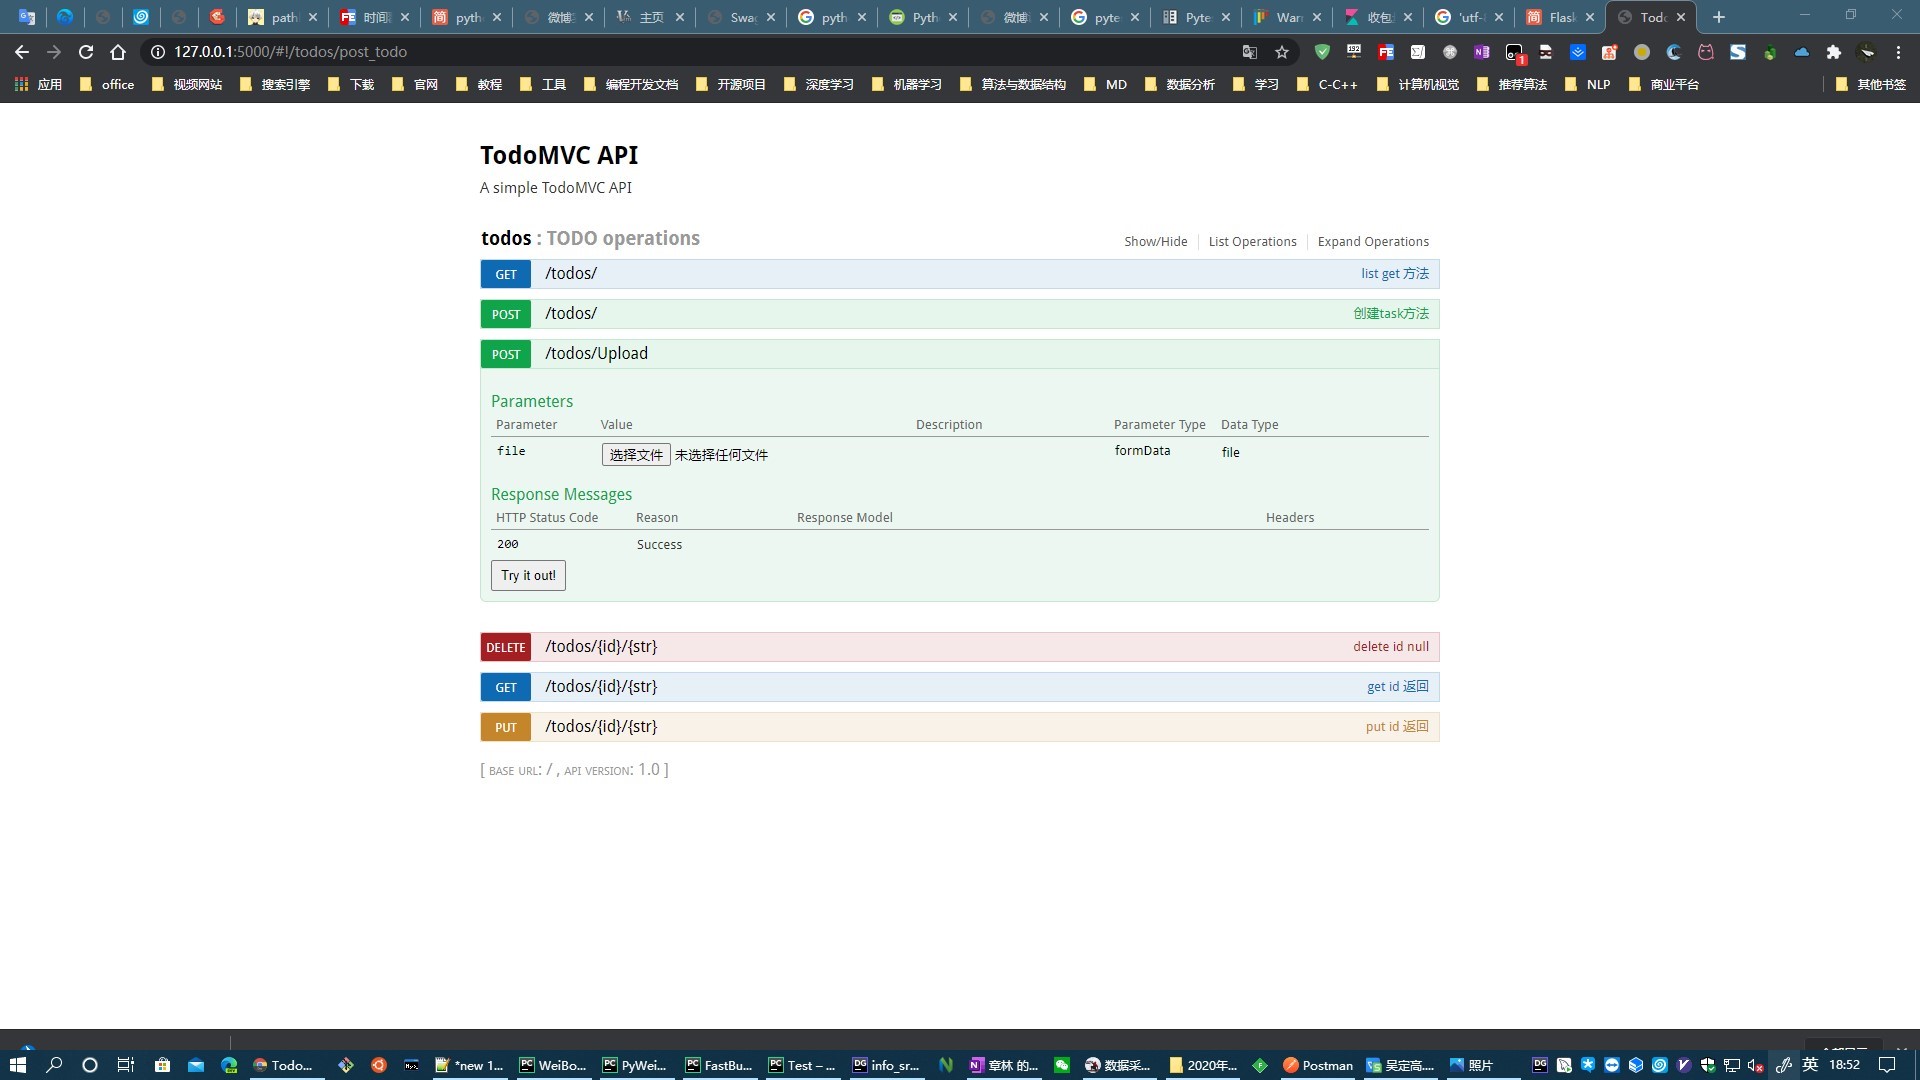 path
时间
pyth
微博
主页
Swa
pyth
Pyth
微博
pyte
Pyte
War
收包
'utf-
Flas
Todo
127.0.0.1:5000/#!/todos/post_todo
应用 office 视频网站 搜索引擎 下载 官网 教程 工具 编程开发文档 开源项目 深度学习 机器学习 算法与数据结构 MD 数据分析 学习 C-C++ 计算机视觉 推荐算法 NLP 商业平台 其他书签
TodoMVC API
A simple TodoMVC API
todos : TODO operations
Show/Hide List Operations Expand Operations
GET /todos/ list get 方法
POST /todos/ 创建task方法
POST /todos/Upload
Parameters
Parameter Value Description Parameter Type Data Type
file 选择文件 未选择任何文件 formData file
Response Messages
HTTP Status Code Reason Response Model Headers
200 Success
Try it out!
DELETE /todos/{id}/{str} delete id null
GET /todos/{id}/{str} get id 返回
PUT /todos/{id}/{str} put id 返回
[ BASE URL: / , API VERSION: 1.0 ]
Todo... *new 1... WeiBo... PyWei... FastBu... Test – ... info_sr... 章林 的... 数据采... 2020年... Postman 吴定高.... 照片 英 18:52